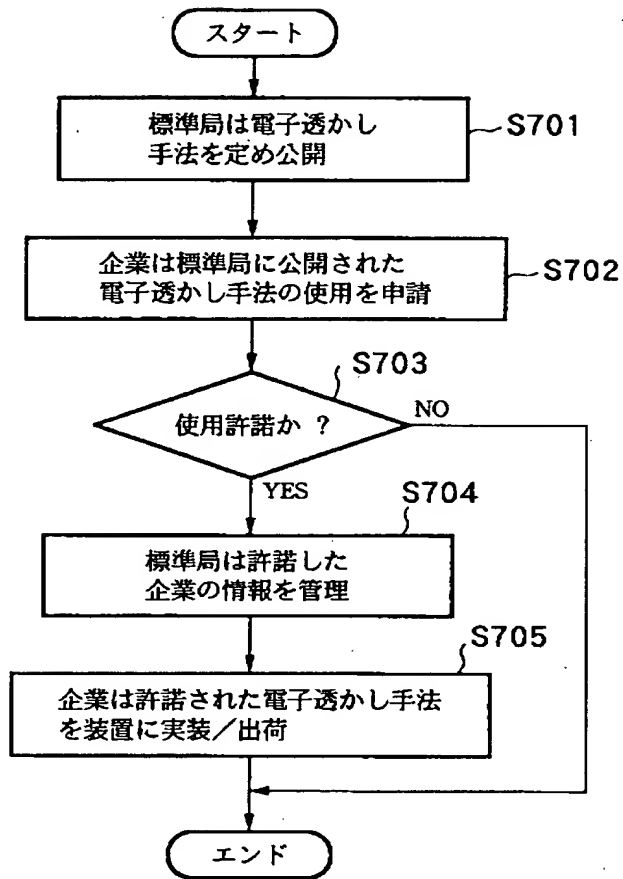 スタート
標準局は電子透かし
手法を定め公開
S701
企業は標準局に公開された
電子透かし手法の使用を申請
S702
S703
使用許諾か ?
NO
YES
S704
標準局は許諾した
企業の情報を管理
S705
企業は許諾された電子透かし手法
を装置に実装/出荷
エンド